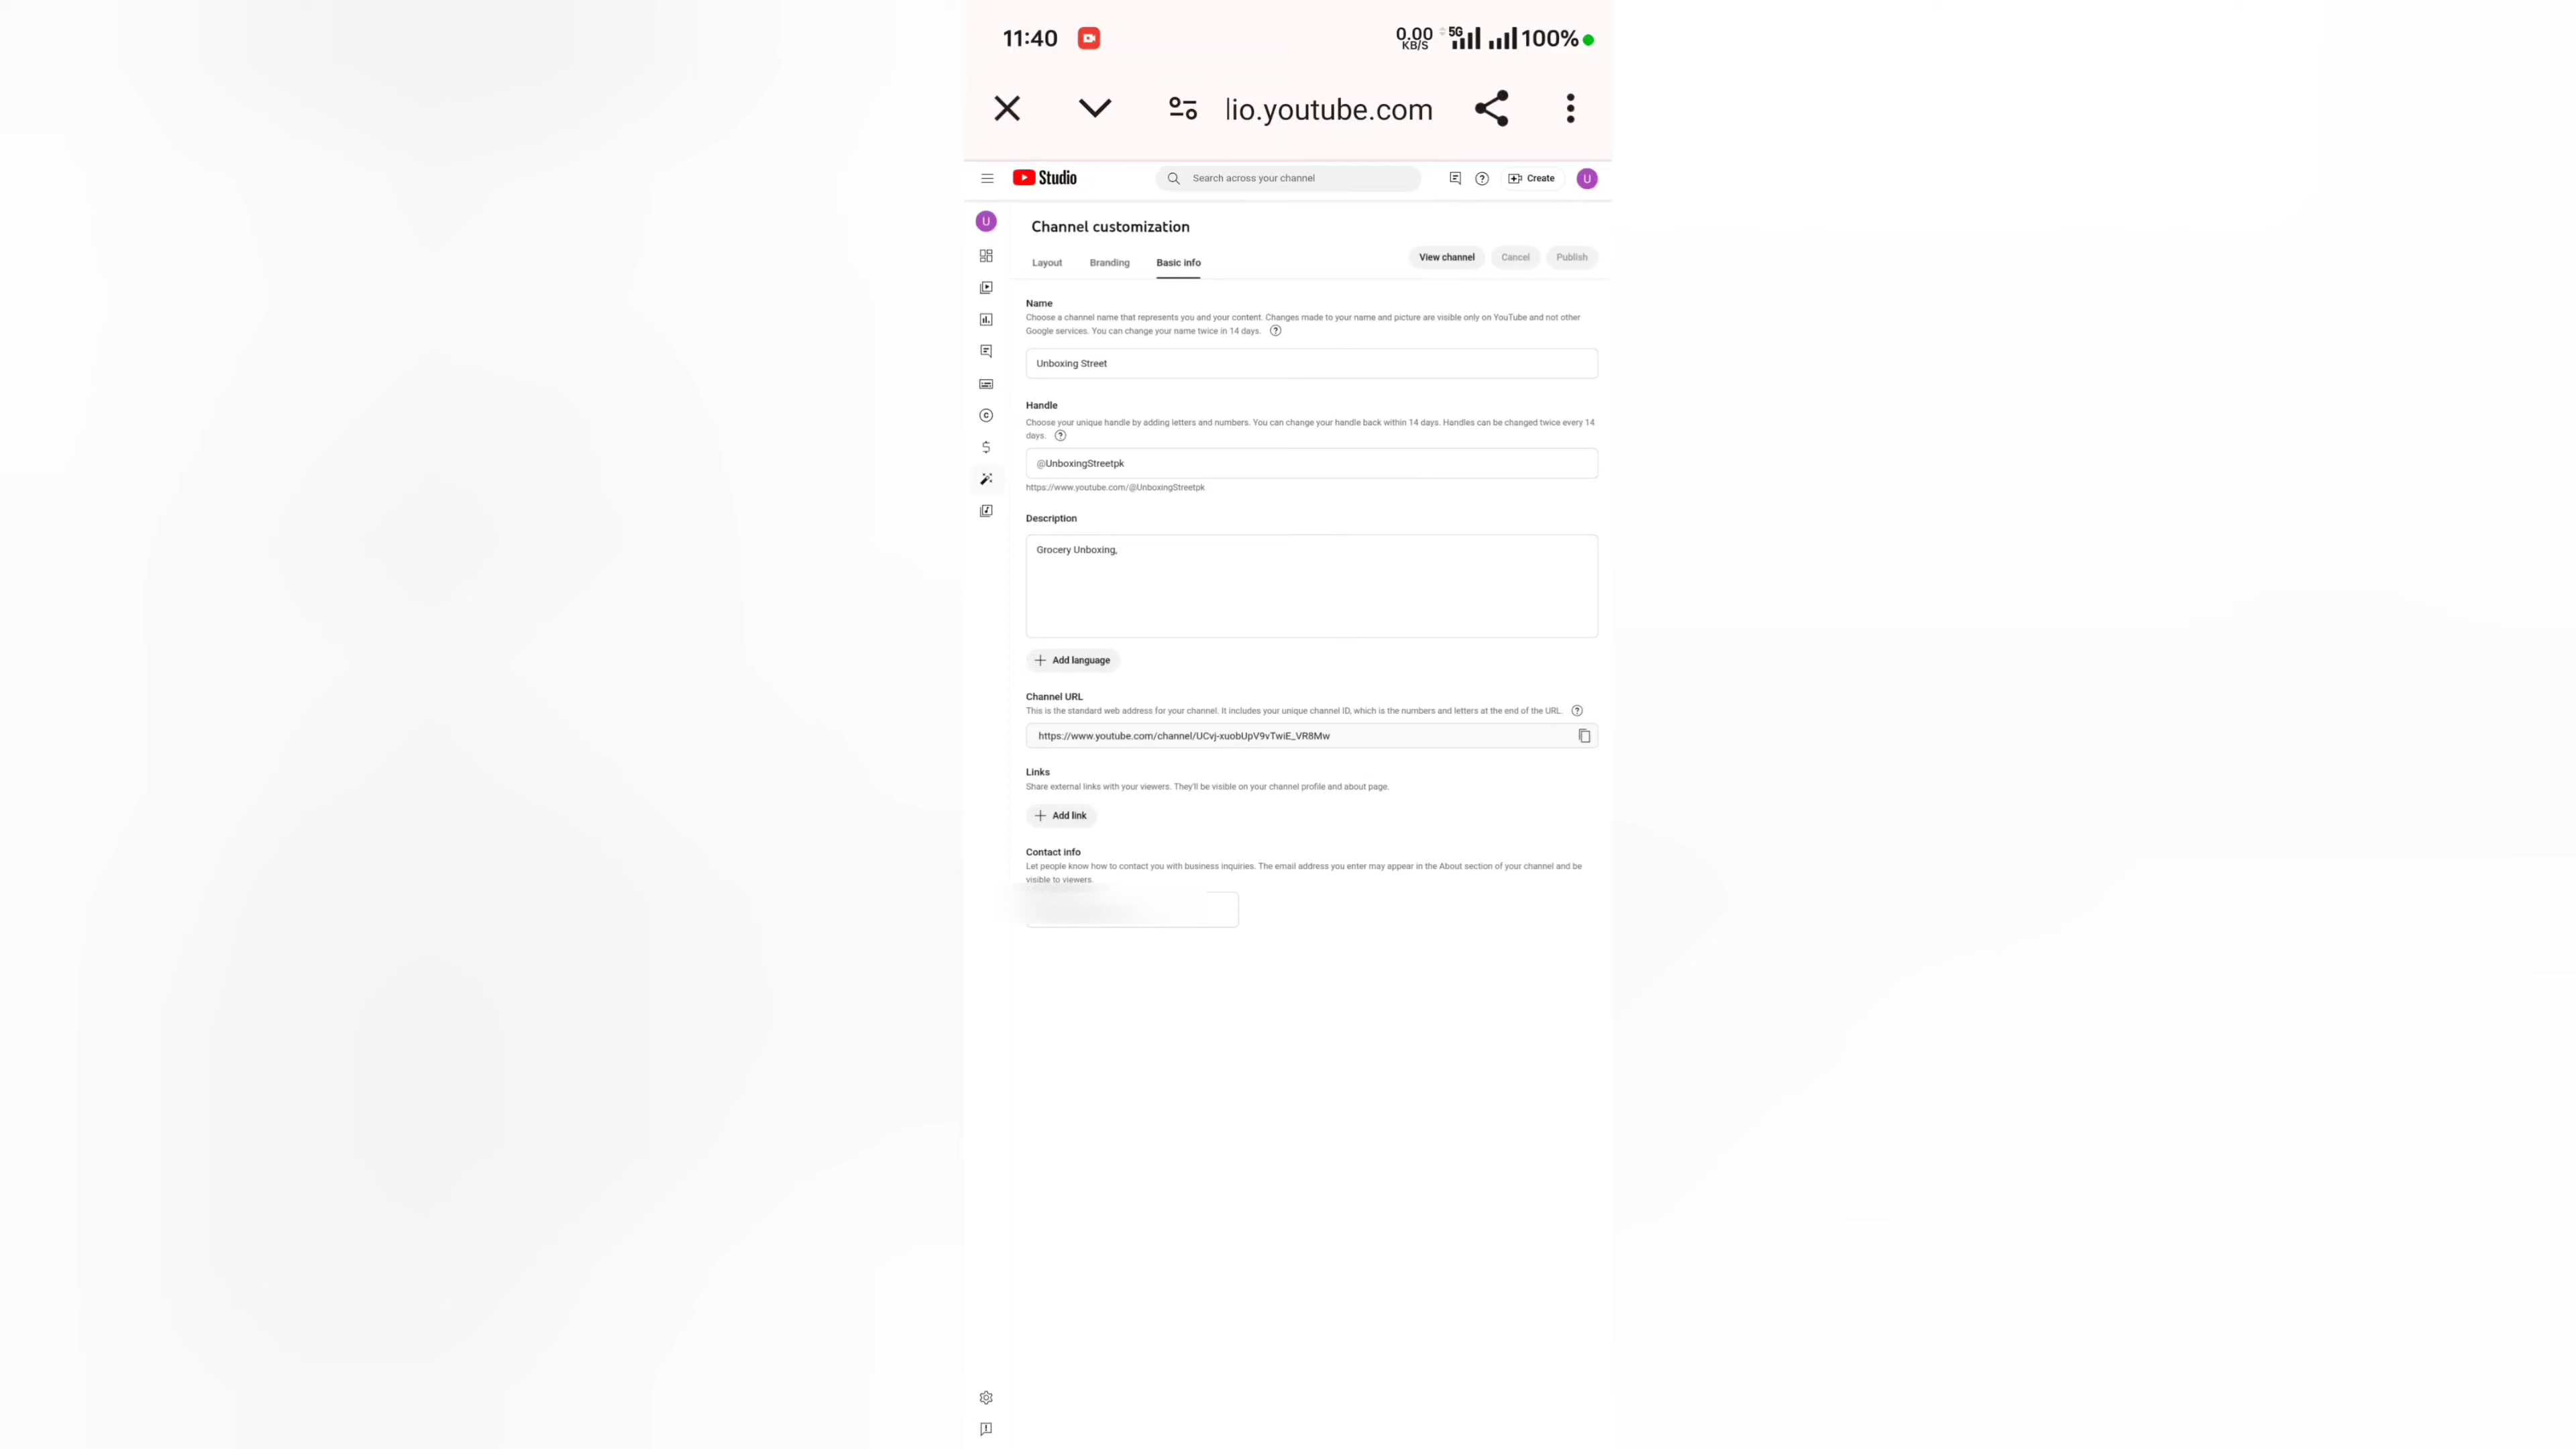 11:40
0.00 KB/S 5G 100%
lio.youtube.com
Studio
Search across your channel
Create
U
U
Channel customization
Layout
Branding
Basic info
View channel
Cancel
Publish
Name
Choose a channel name that represents you and your content. Changes made to your name and picture are visible only on YouTube and not other
Google services. You can change your name twice in 14 days.
Unboxing Street
Handle
Choose your unique handle by adding letters and numbers. You can change your handle back within 14 days. Handles can be changed twice every 14
days.
@UnboxingStreetpk
https://www.youtube.com/@UnboxingStreetpk
Description
Grocery Unboxing,
Add language
Channel URL
This is the standard web address for your channel. It includes your unique channel ID, which is the numbers and letters at the end of the URL.
https://www.youtube.com/channel/UCvj-xuobUpV9vTwiE_VR8Mw
Links
Share external links with your viewers. They'll be visible on your channel profile and about page.
Add link
Contact info
Let people know how to contact you with business inquiries. The email address you enter may appear in the About section of your channel and be
visible to viewers.